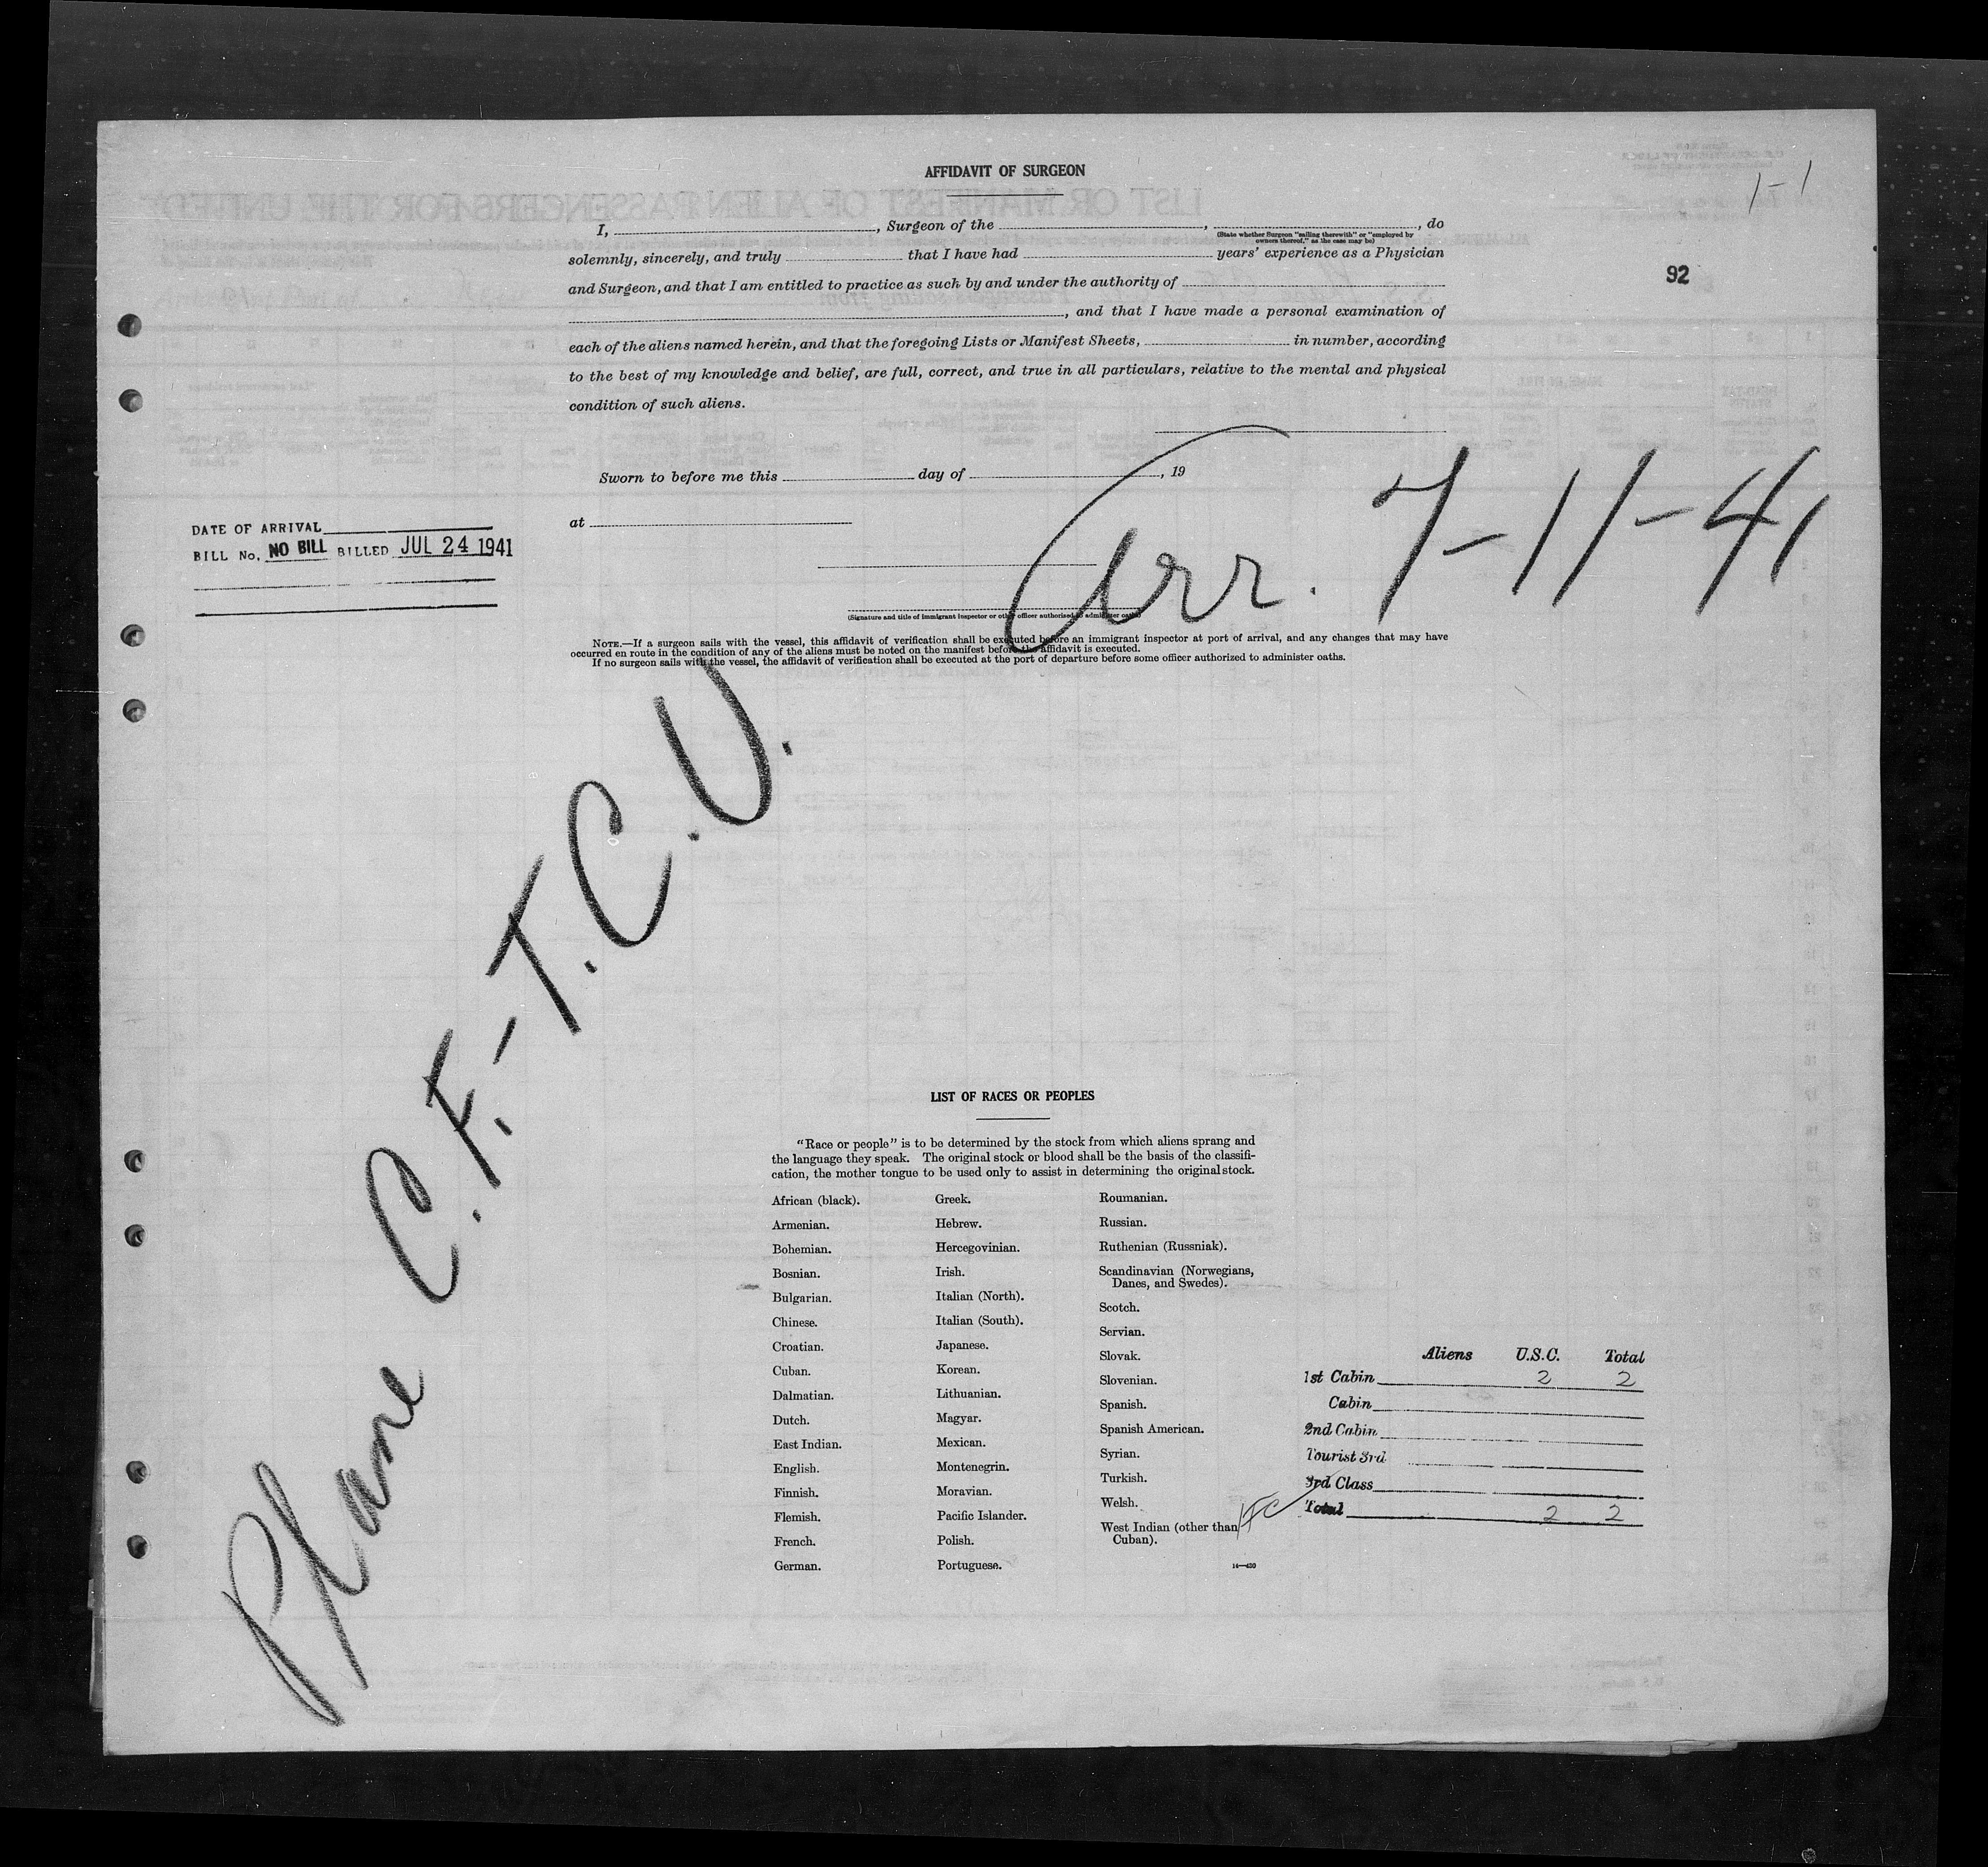 AFFIDAVIT OF SURGEON
1-1
I, , Surgeon of the , , do
(State whether Surgeon "sailing therewith" or "employed by
owners thereof," as the case may be)
solemnly, sincerely, and truly that I have had years' experience as a Physician
92
and Surgeon, and that I am entitled to practice as such by and under the authority of
, and that I have made a personal examination of
each of the aliens named herein, and that the foregoing Lists or Manifest Sheets, in number, according
to the best of my knowledge and belief, are full, correct, and true in all particulars, relative to the mental and physical
condition of such aliens.
Sworn to before me this day of , 19
at
Arr. 7-11-41
DATE OF ARRIVAL
BILL No. NO BILL BILLED JUL 24 1941
(Signature and title of immigrant inspector or other officer authorized to administer oaths)
NOTE.—If a surgeon sails with the vessel, this affidavit of verification shall be executed before an immigrant inspector at port of arrival, and any changes that may have
occurred en route in the condition of any of the aliens must be noted on the manifest before the affidavit is executed.
If no surgeon sails with the vessel, the affidavit of verification shall be executed at the port of departure before some officer authorized to administer oaths.
Plane C.F.-T.C.U.
LIST OF RACES OR PEOPLES
"Race or people" is to be determined by the stock from which aliens sprang and
the language they speak. The original stock or blood shall be the basis of the classifi-
cation, the mother tongue to be used only to assist in determining the original stock.
African (black).
Armenian.
Bohemian.
Bosnian.
Bulgarian.
Chinese.
Croatian.
Cuban.
Dalmatian.
Dutch.
East Indian.
English.
Finnish.
Flemish.
French.
German.
Greek.
Hebrew.
Hercegovinian.
Irish.
Italian (North).
Italian (South).
Japanese.
Korean.
Lithuanian.
Magyar.
Mexican.
Montenegrin.
Moravian.
Pacific Islander.
Polish.
Portuguese.
Roumanian.
Russian.
Ruthenian (Russniak).
Scandinavian (Norwegians,
Danes, and Swedes).
Scotch.
Servian.
Slovak.
Slovenian.
Spanish.
Spanish American.
Syrian.
Turkish.
Welsh.
West Indian (other than
Cuban).
14—430
Aliens U.S.C. Total
1st Cabin 2 2
Cabin
2nd Cabin
Tourist 3rd
3rd Class
Total 2 2